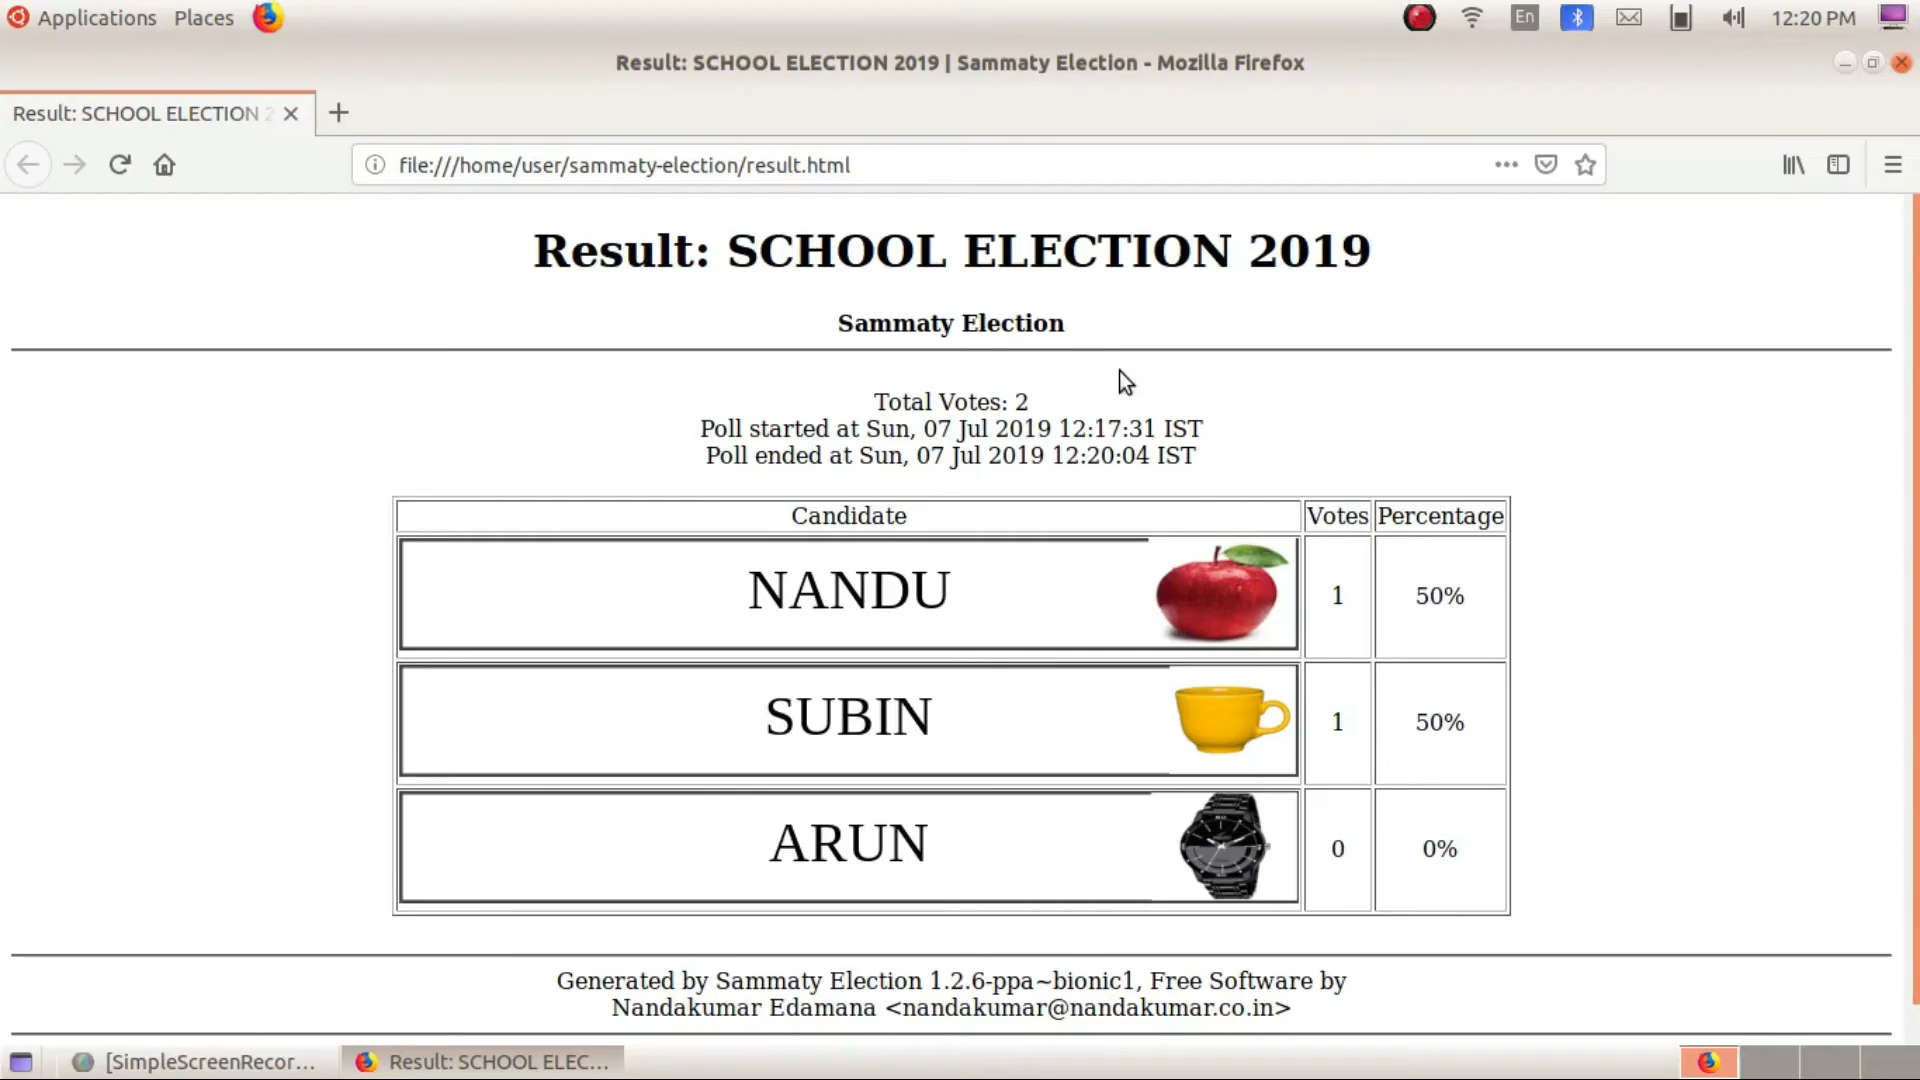 Applications Places En 12:20 PM
Result: SCHOOL ELECTION 2019 | Sammaty Election - Mozilla Firefox
Result: SCHOOL ELECTION 2
file:///home/user/sammaty-election/result.html
Result: SCHOOL ELECTION 2019
Sammaty Election
Total Votes: 2
Poll started at Sun, 07 Jul 2019 12:17:31 IST
Poll ended at Sun, 07 Jul 2019 12:20:04 IST
Candidate Votes Percentage
NANDU 1 50%
SUBIN 1 50%
ARUN 0 0%
Generated by Sammaty Election 1.2.6-ppa~bionic1, Free Software by
Nandakumar Edamana <nandakumar@nandakumar.co.in>
[SimpleScreenRecor... Result: SCHOOL ELEC...